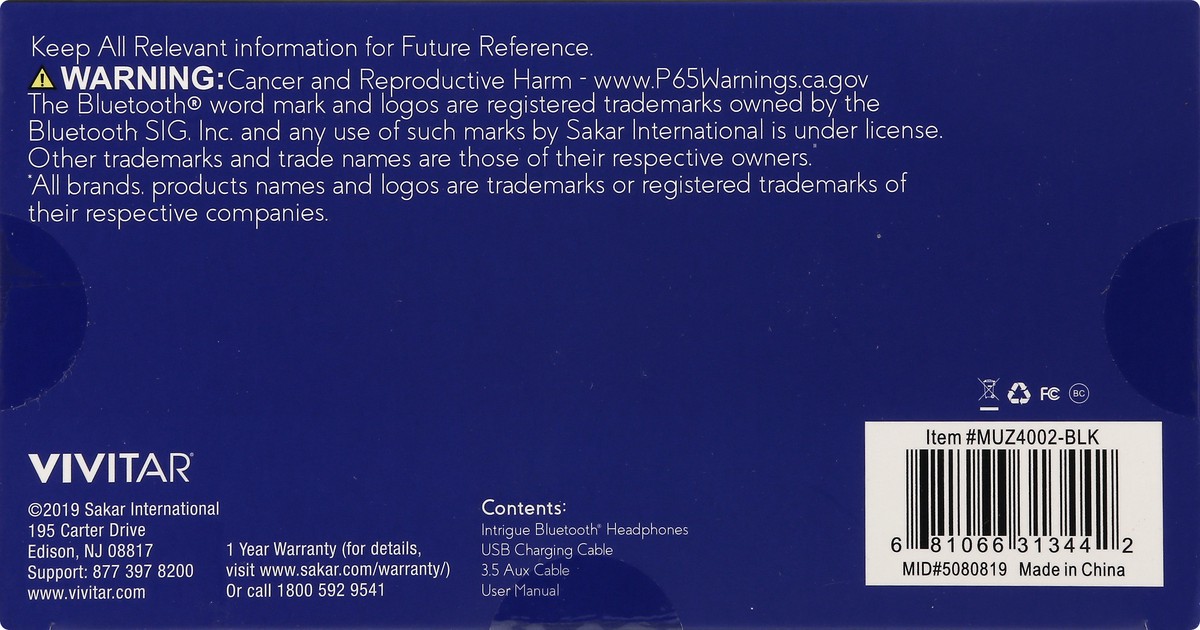 Keep All Relevant information for Future Reference.
WARNING: Cancer and Reproductive Harm - www.P65Warnings.ca.gov
The Bluetooth® word mark and logos are registered trademarks owned by the
Bluetooth SIG. Inc. and any use of such marks by Sakar International is under license.
Other trademarks and trade names are those of their respective owners.*
*All brands. products names and logos are trademarks or registered trademarks of
their respective companies.
FC BC
VIVITAR®
©2019 Sakar International
195 Carter Drive
Edison, NJ 08817
Support: 877 397 8200
www.vivitar.com
1 Year Warranty (for details,
visit www.sakar.com/warranty/)
Or call 1800 592 9541
Contents:
Intrigue Bluetooth® Headphones
USB Charging Cable
3.5 Aux Cable
User Manual
Item #MUZ4002-BLK
6 81066 31344 2
MID#5080819 Made in China